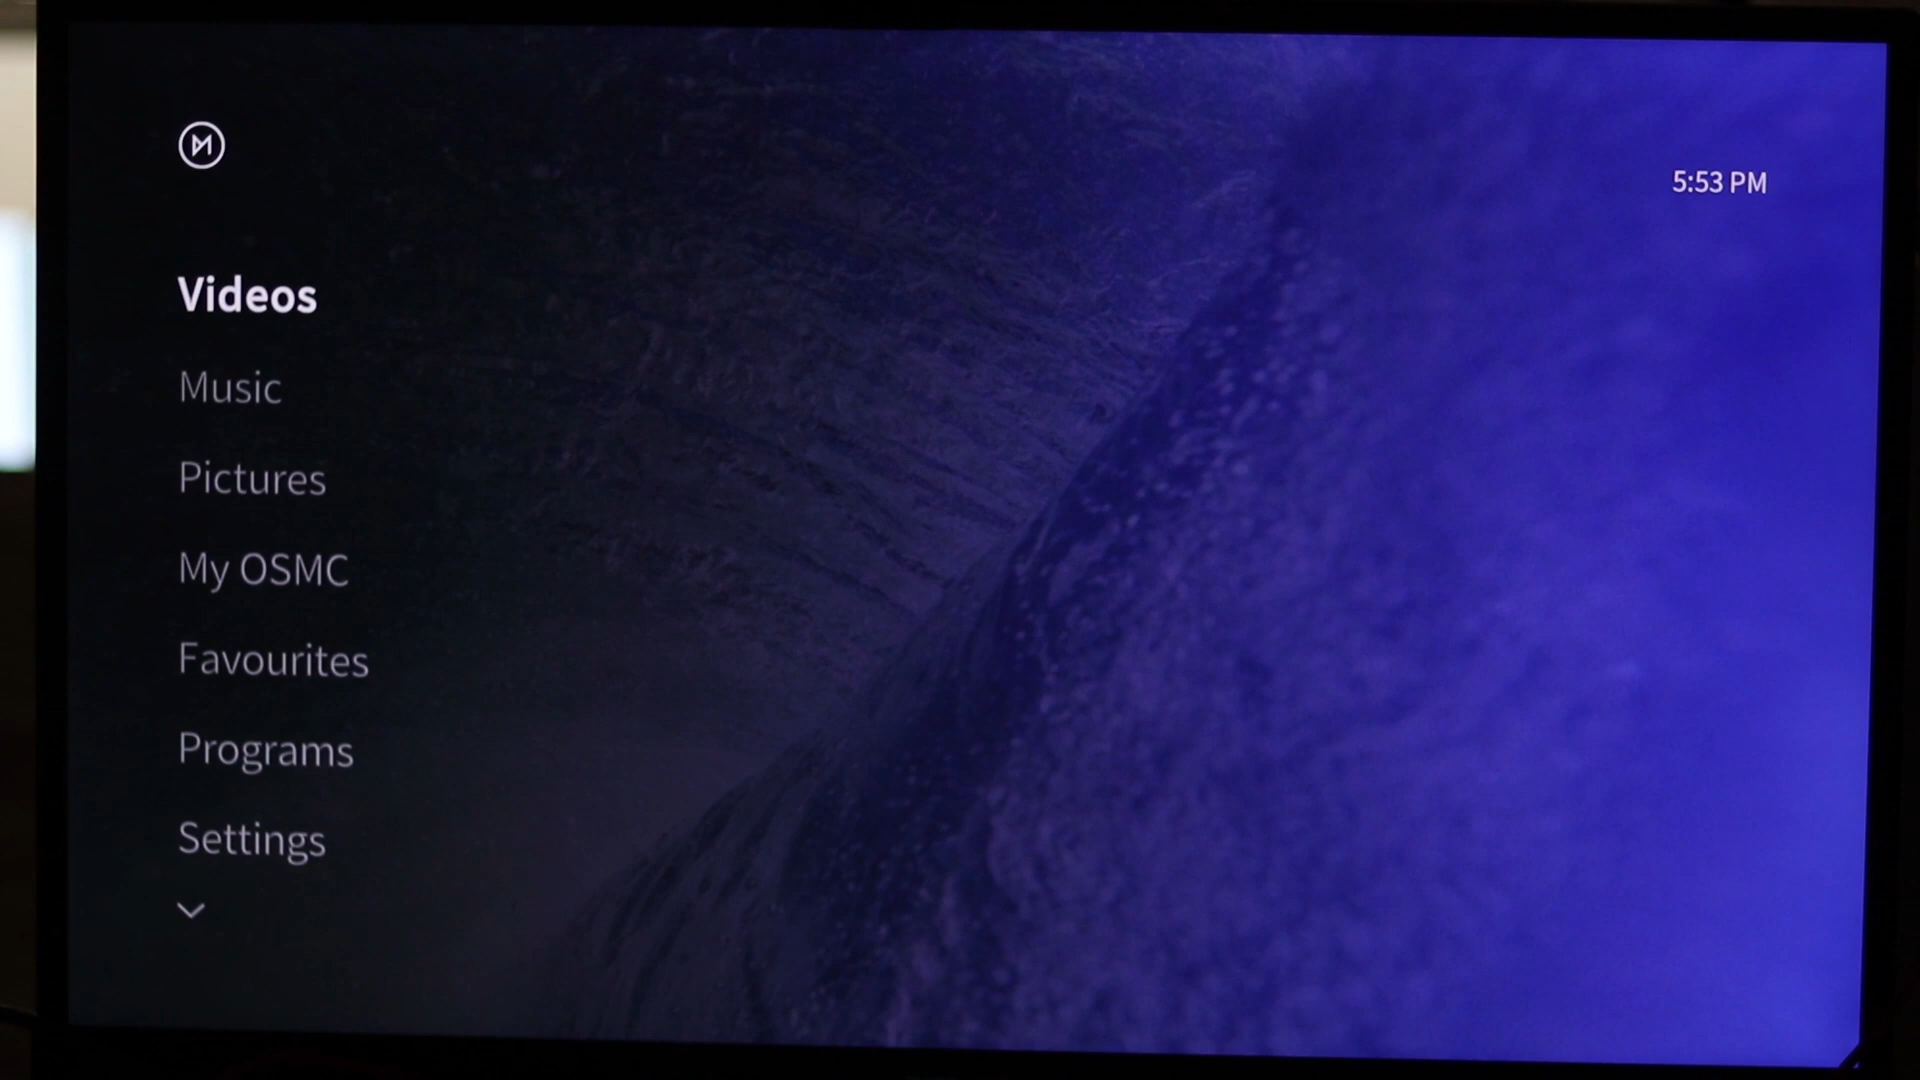 5:53 PM
Videos
Music
Pictures
My OSMC
Favourites
Programs
Settings